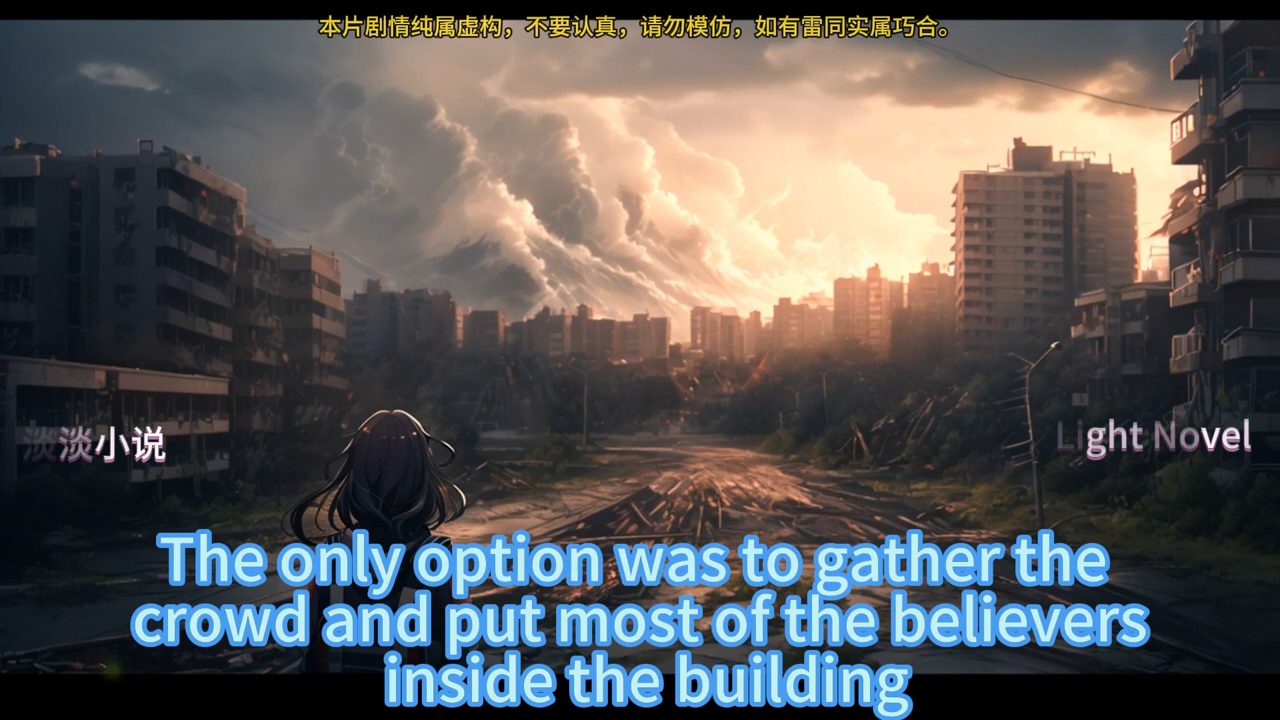 本片剧情纯属虚构，不要认真，请勿模仿，如有雷同实属巧合。
淡淡小说
Light Novel
The only option was to gather the
crowd and put most of the believers
inside the building